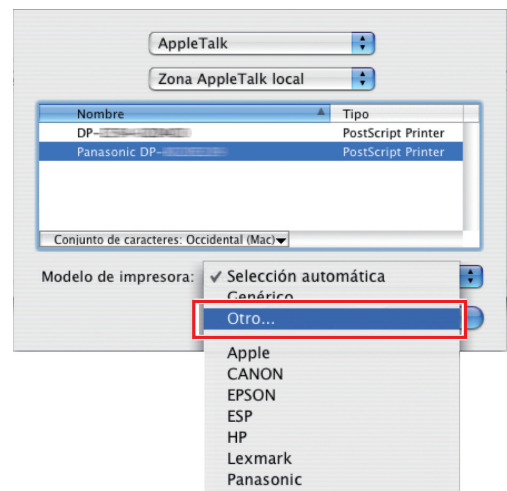 AppleTalk
Zona AppleTalk local
Nombre Tipo
DP- PostScript Printer
Panasonic DP- PostScript Printer
Conjunto de caracteres: Occidental (Mac)
Modelo de impresora: ✓ Selección automática
Genérico
Otro...
Apple
CANON
EPSON
ESP
HP
Lexmark
Panasonic